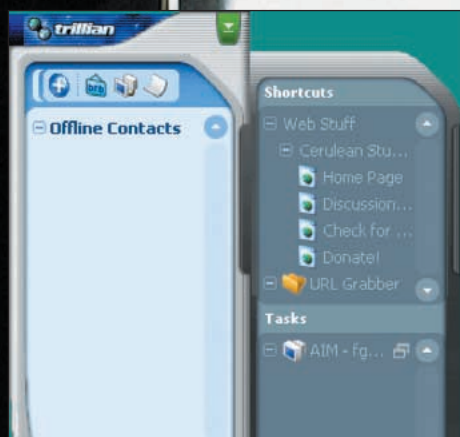 trillian
brb
Offline Contacts
Shortcuts
Web Stuff
Cerulean Stu...
Home Page
Discussion...
Check for ...
Donate!
URL Grabber
Tasks
AIM - fg...